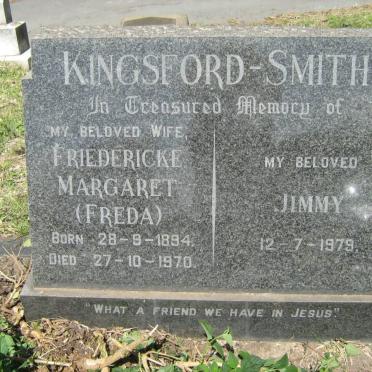 KINGSFORD-SMITH
In Treasured Memory of
MY BELOVED WIFE,
FRIEDERICKE
MARGARET
(FREDA)
BORN 28-9-1894.
DIED 27-10-1970.
MY BELOVED
JIMMY
12-7-1979.
"WHAT A FRIEND WE HAVE IN JESUS."